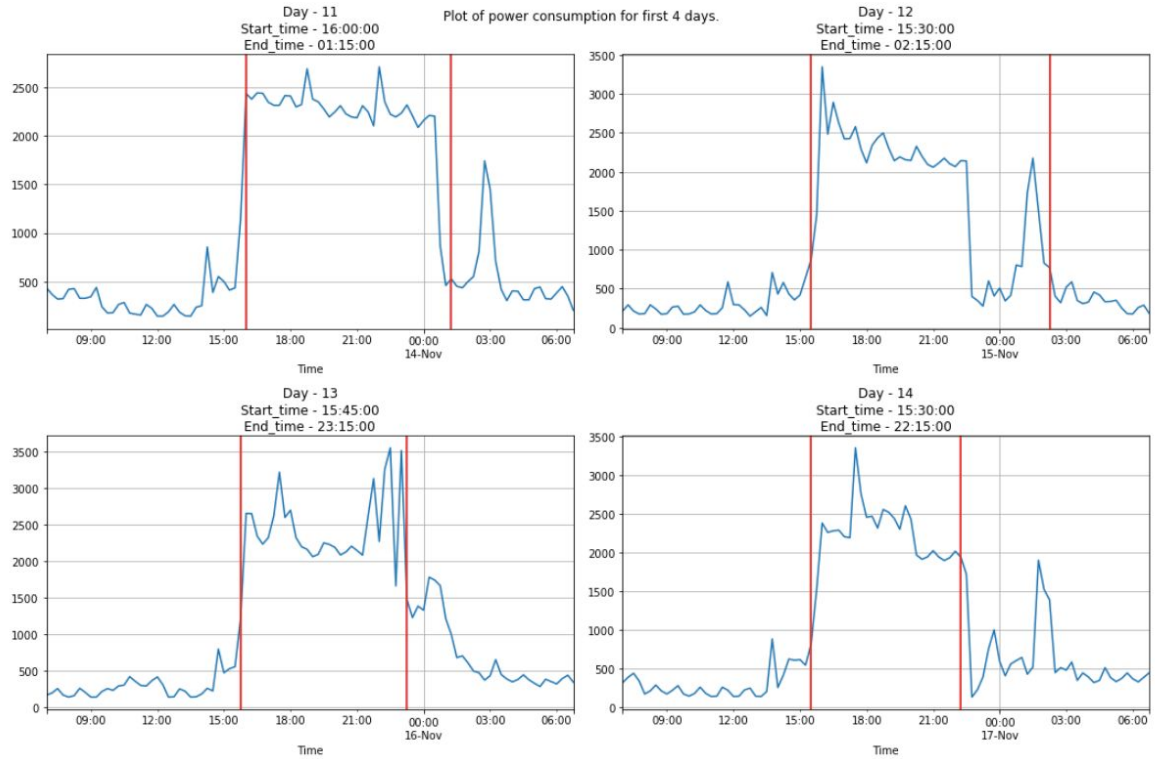 Plot of power consumption for first 4 days.
Day - 11
Start_time - 16:00:00
End_time - 01:15:00
2500
2000
1500
1000
500
09:00
12:00
15:00
18:00
21:00
00:00
14-Nov
03:00
06:00
Time
Day - 12
Start_time - 15:30:00
End_time - 02:15:00
3500
3000
2500
2000
1500
1000
500
0
09:00
12:00
15:00
18:00
21:00
00:00
15-Nov
03:00
06:00
Time
Day - 13
Start_time - 15:45:00
End_time - 23:15:00
3500
3000
2500
2000
1500
1000
500
0
09:00
12:00
15:00
18:00
21:00
00:00
16-Nov
03:00
06:00
Time
Day - 14
Start_time - 15:30:00
End_time - 22:15:00
3500
3000
2500
2000
1500
1000
500
0
09:00
12:00
15:00
18:00
21:00
00:00
17-Nov
03:00
06:00
Time